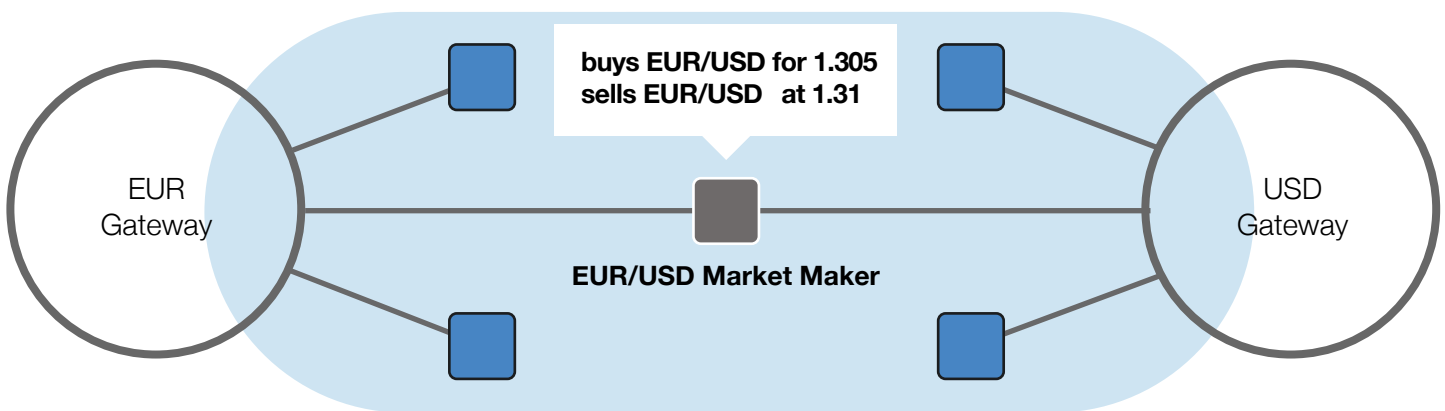 buys EUR/USD for 1.305
sells EUR/USD at 1.31
EUR
Gateway
USD
Gateway
EUR/USD Market Maker